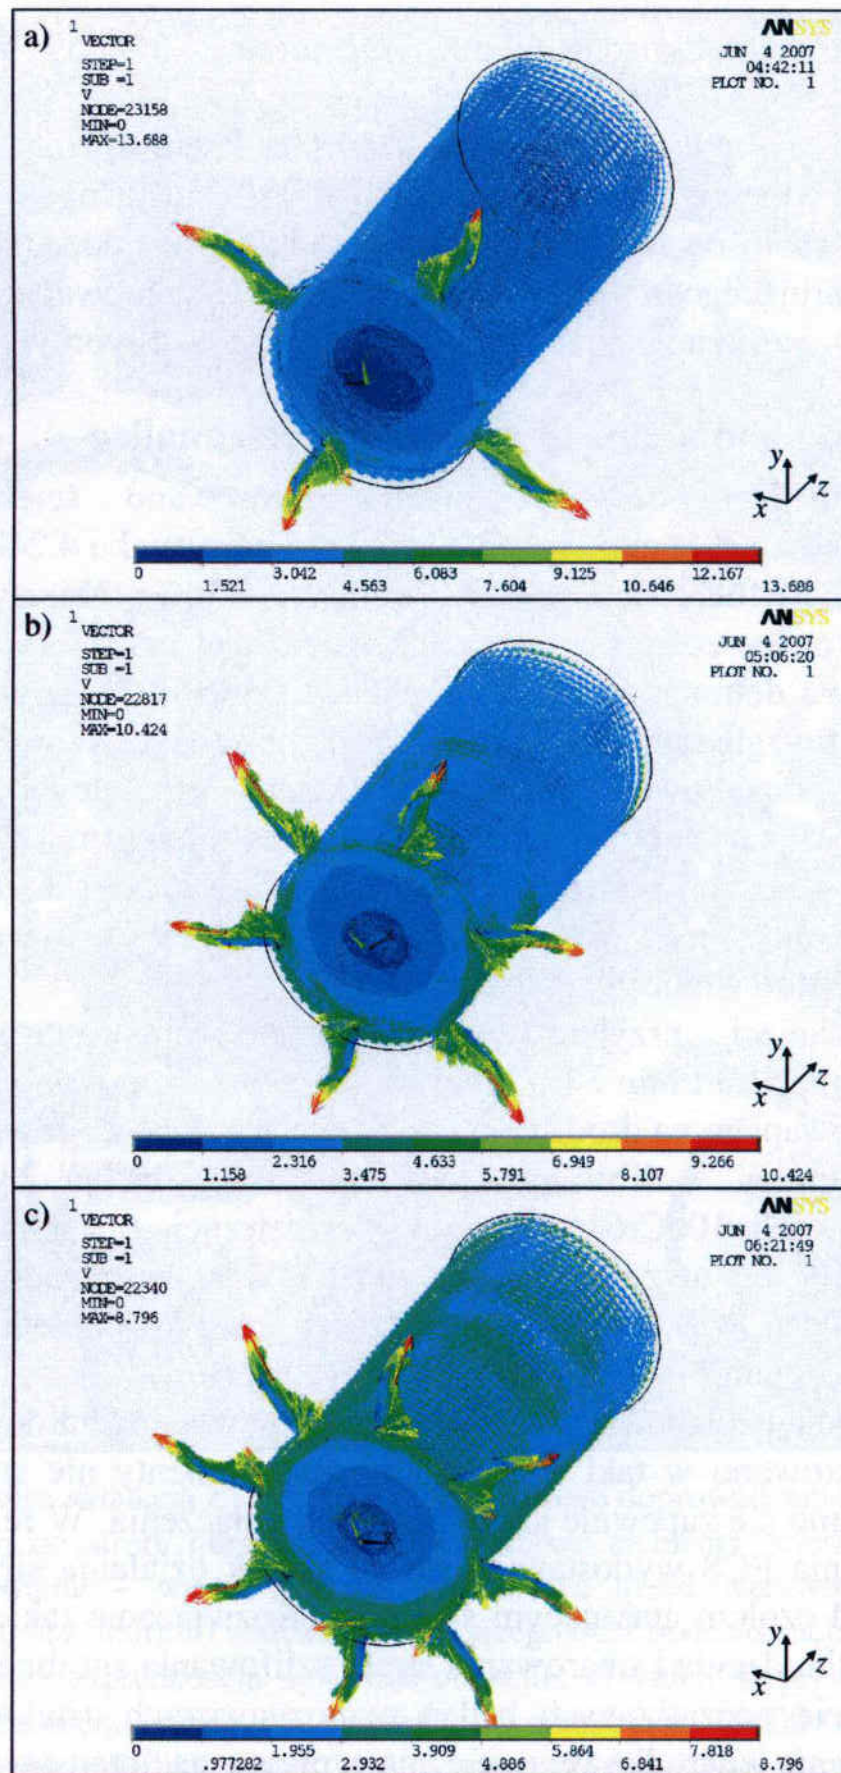 a)
1
VECTOR
STEP=1
SUB =1
V
NODE=23158
MIN=0
MAX=13.688
ANSYS
JUN 4 2007
04:42:11
PLOT NO. 1
y
x z
0 3.042 6.083 9.125 12.167
1.521 4.563 7.604 10.646 13.688
b)
1
VECTOR
STEP=1
SUB =1
V
NODE=22817
MIN=0
MAX=10.424
ANSYS
JUN 4 2007
05:06:20
PLOT NO. 1
y
x z
0 2.316 4.633 6.949 9.266
1.158 3.475 5.791 8.107 10.424
c)
1
VECTOR
STEP=1
SUB =1
V
NODE=22340
MIN=0
MAX=8.796
ANSYS
JUN 4 2007
06:21:49
PLOT NO. 1
y
x z
0 1.955 3.909 5.864 7.818
.977282 2.932 4.886 6.841 8.796